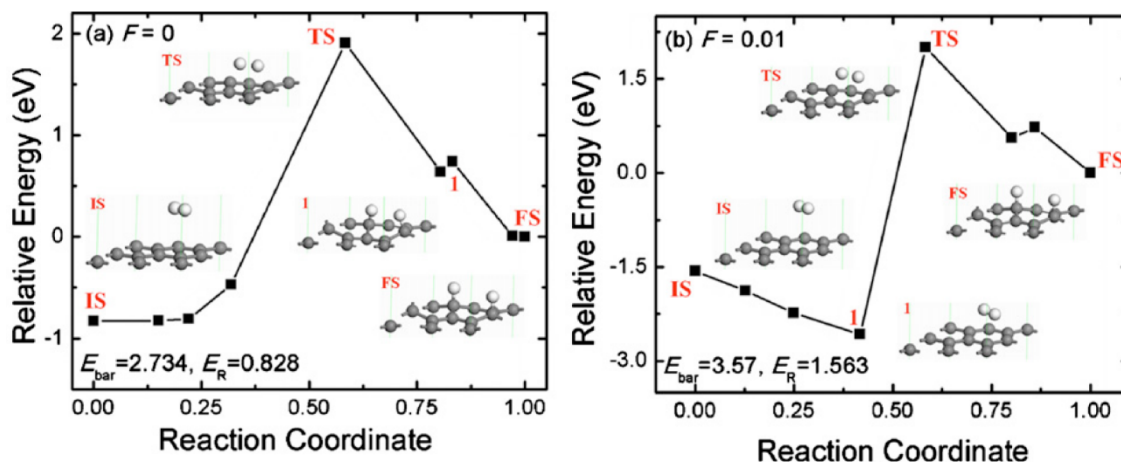 (a) F = 0
TS
TS
2
1
0
-1
Relative Energy (eV)
IS
1
1
FS
FS
IS
E_bar=2.734, E_R=0.828
0.00 0.25 0.50 0.75 1.00
Reaction Coordinate
(b) F = 0.01
TS
TS
1.5
0.0
-1.5
-3.0
Relative Energy (eV)
FS
IS
FS
IS
1
1
E_bar=3.57, E_R=1.563
0.00 0.25 0.50 0.75 1.00
Reaction Coordinate